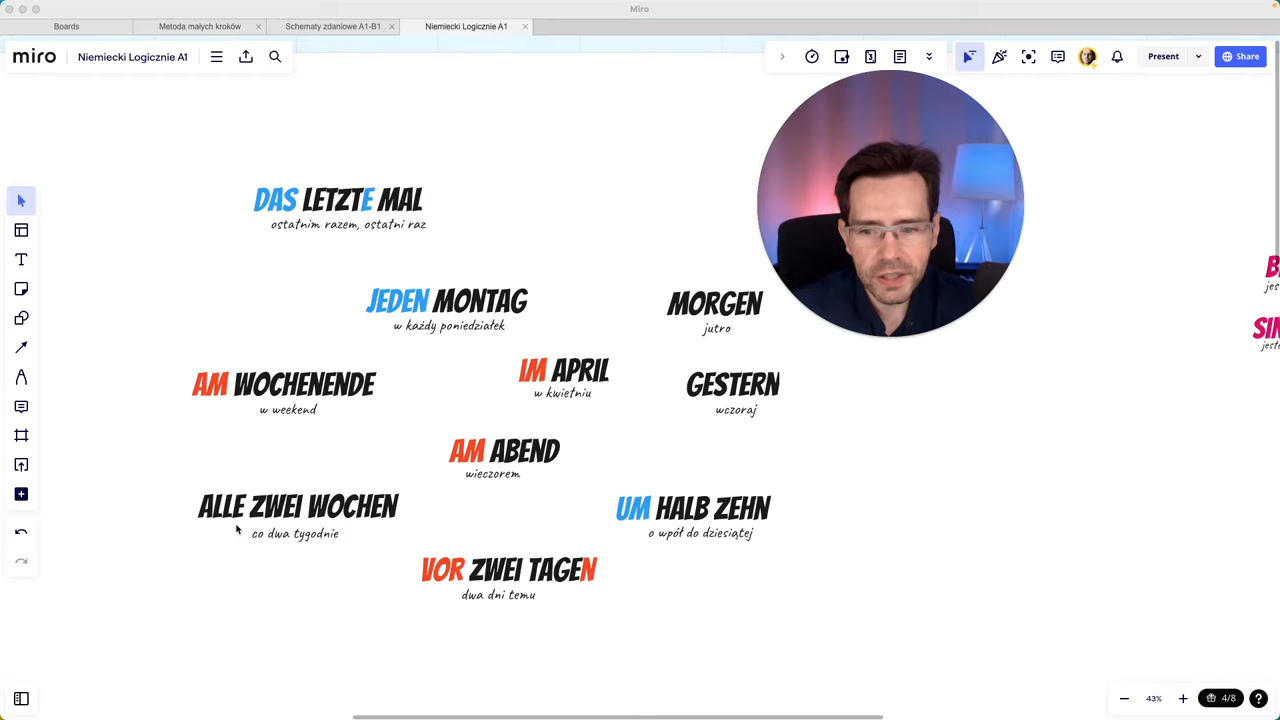 Miro
Boards
Metoda małych kroków
Schematy zdaniowe A1-B1
Niemiecki Logicznie A1
miro
Niemiecki Logicznie A1
Present
Share
DAS LETZTE MAL
ostatnim razem, ostatni raz
JEDEN MONTAG
w każdy poniedziałek
MORGEN
jutro
AM WOCHENENDE
w weekend
IM APRIL
w kwietniu
GESTERN
wczoraj
AM ABEND
wieczorem
ALLE ZWEI WOCHEN
co dwa tygodnie
UM HALB ZEHN
o wpół do dziesiątej
VOR ZWEI TAGEN
dwa dni temu
43%
4/8